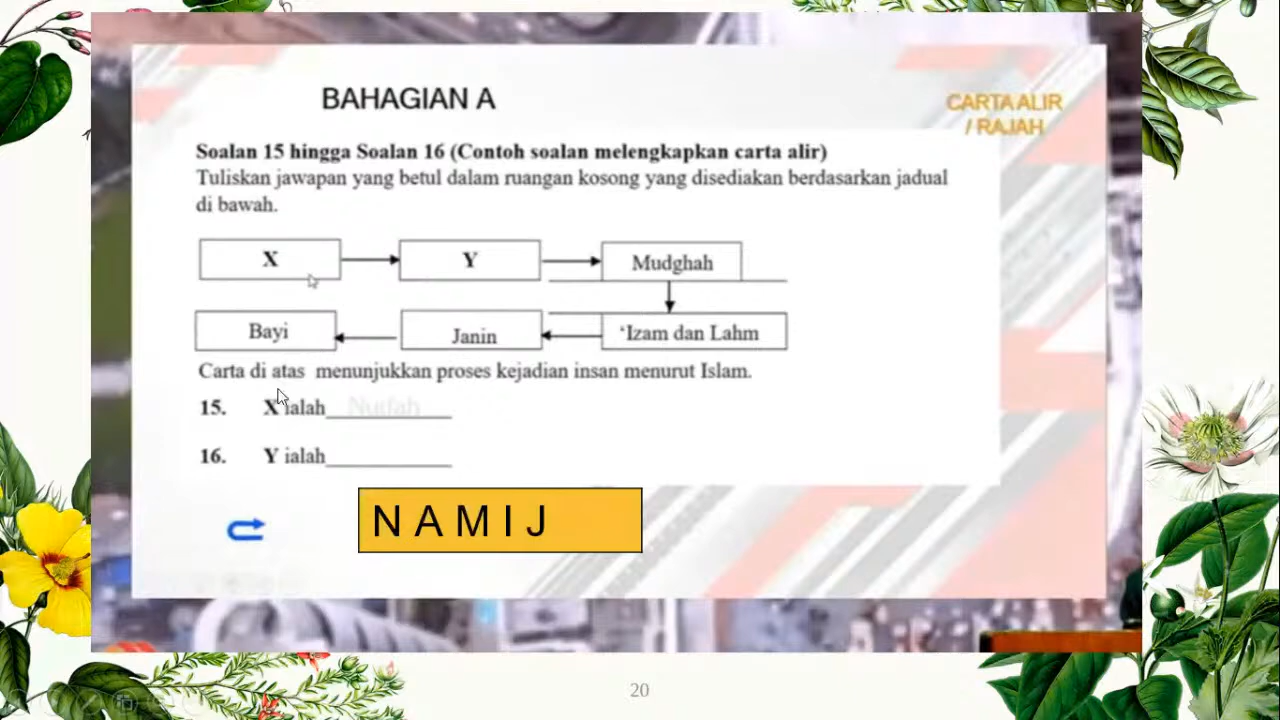 BAHAGIAN A
CARTA ALIR
/ RAJAH
Soalan 15 hingga Soalan 16 (Contoh soalan melengkapkan carta alir)
Tuliskan jawapan yang betul dalam ruangan kosong yang disediakan berdasarkan jadual
di bawah.
X
Y
Mudghah
Bayi
Janin
‘Izam dan Lahm
Carta di atas menunjukkan proses kejadian insan menurut Islam.
15. X ialah Nutfah
16. Y ialah____________
N A M I J
20